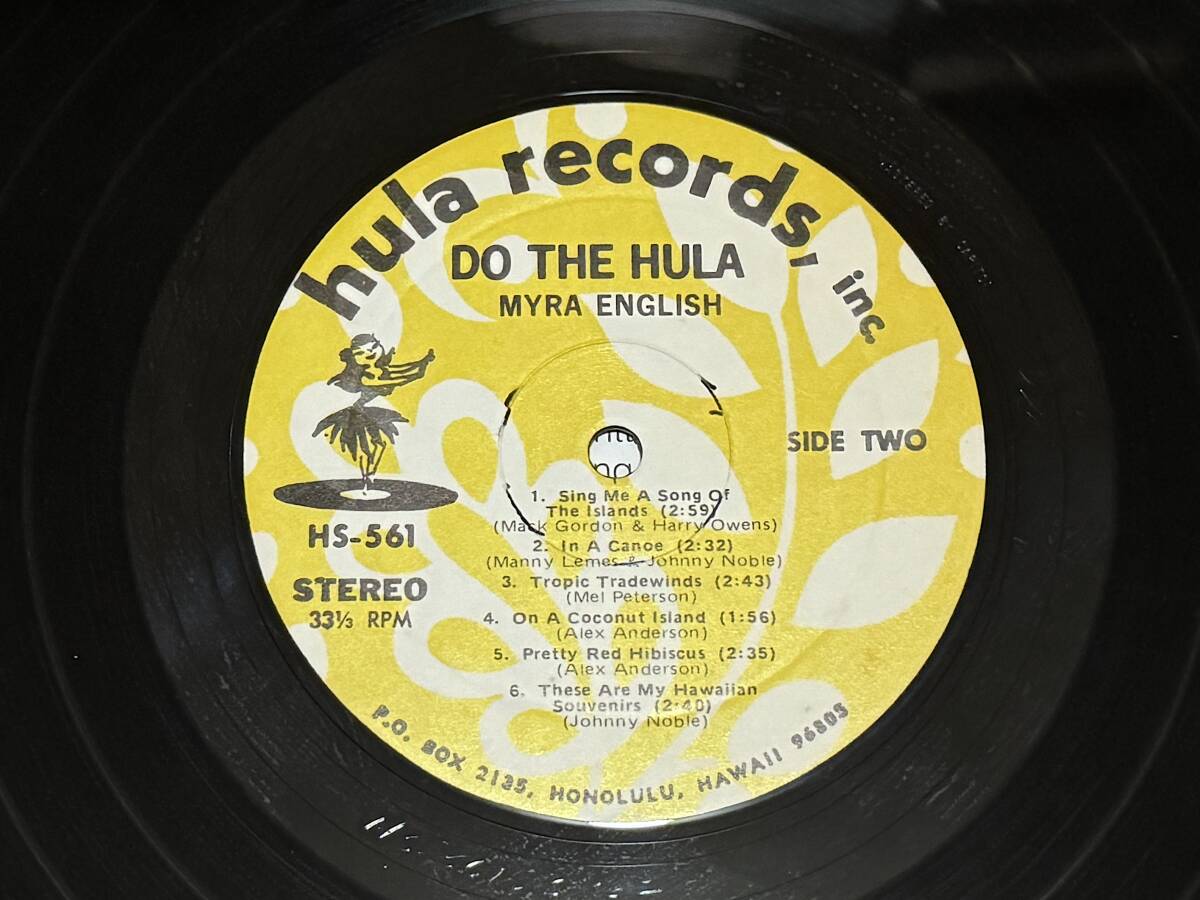 hula records, inc.
DO THE HULA
MYRA ENGLISH
SIDE TWO
HS-561
STEREO
33⅓ RPM
1. Sing Me A Song Of
The Islands (2:59)
(Mack Gordon & Harry Owens)
2. In A Canoe (2:32)
(Manny Lemes & Johnny Noble)
3. Tropic Tradewinds (2:43)
(Mel Peterson)
4. On A Coconut Island (1:56)
(Alex Anderson)
5. Pretty Red Hibiscus (2:35)
(Alex Anderson)
6. These Are My Hawaiian
Souvenirs (2:40)
(Johnny Noble)
P.O. BOX 2135, HONOLULU, HAWAII 96805
MASTERED BY CAPITOL